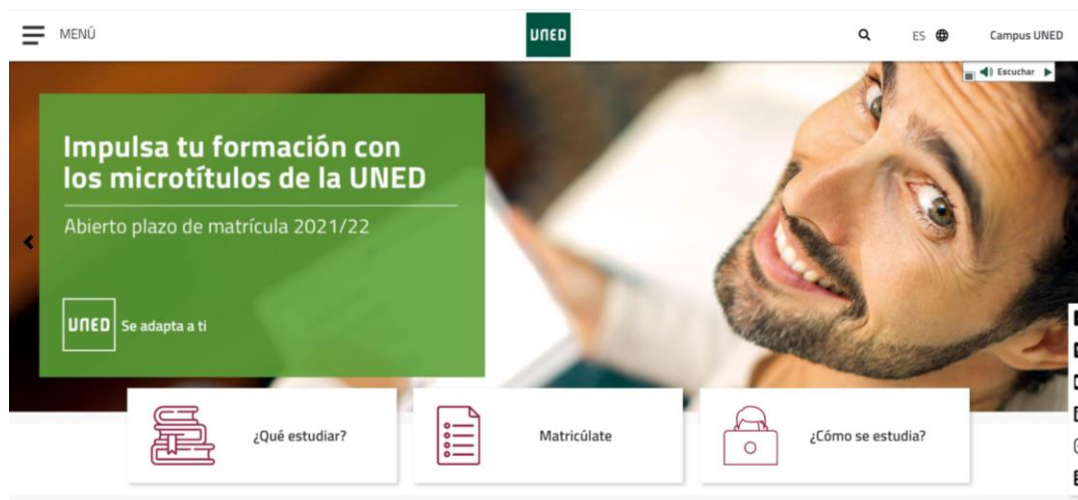 MENÚ
UNED
ES
Campus UNED
Escuchar
Impulsa tu formación con
los microtítulos de la UNED
Abierto plazo de matrícula 2021/22
UNED
Se adapta a ti
¿Qué estudiar?
Matricúlate
¿Cómo se estudia?